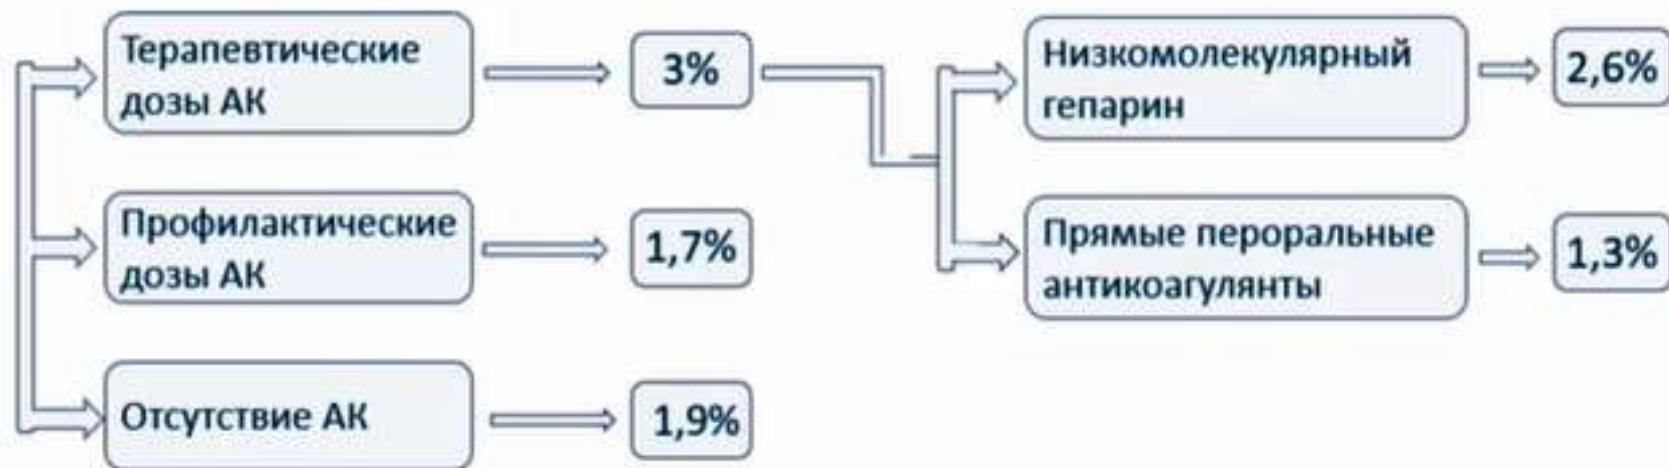 Терапевтические
дозы АК
3%
Низкомолекулярный
гепарин
2,6%
Профилактические
дозы АК
1,7%
Прямые пероральные
антикоагулянты
1,3%
Отсутствие АК
1,9%